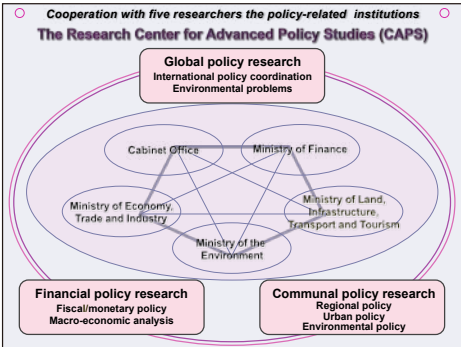 Cooperation with five researchers the policy-related institutions
The Research Center for Advanced Policy Studies (CAPS)
Global policy research
International policy coordination
Environmental problems
Cabinet Office
Ministry of Finance
Ministry of Economy,
Trade and Industry
Ministry of Land,
Infrastructure,
Transport and Tourism
Ministry of the
Environment
Financial policy research
Fiscal/monetary policy
Macro-economic analysis
Communal policy research
Regional policy
Urban policy
Environmental policy